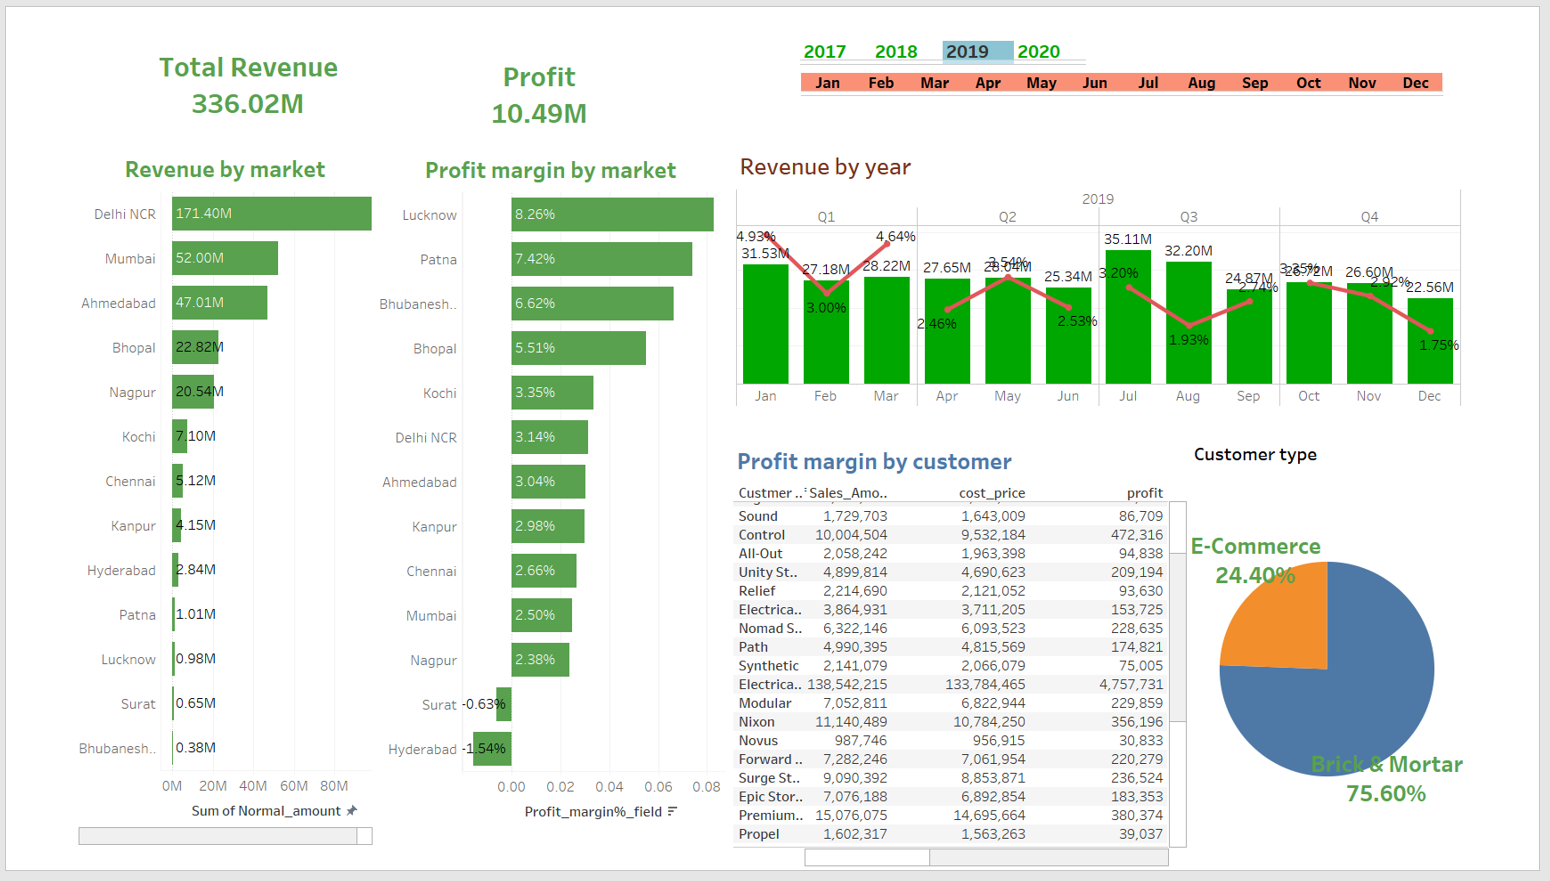 Total Revenue
336.02M
Profit
10.49M
2017 2018 2019 2020
Jan Feb Mar Apr May Jun Jul Aug Sep Oct Nov Dec
Revenue by market
Delhi NCR 171.40M
Mumbai 52.00M
Ahmedabad 47.01M
Bhopal 22.82M
Nagpur 20.54M
Kochi 7.10M
Chennai 5.12M
Kanpur 4.15M
Hyderabad 2.84M
Patna 1.01M
Lucknow 0.98M
Surat 0.65M
Bhubanesh.. 0.38M
0M 20M 40M 60M 80M
Sum of Normal_amount
Profit margin by market
Lucknow 8.26%
Patna 7.42%
Bhubanesh.. 6.62%
Bhopal 5.51%
Kochi 3.35%
Delhi NCR 3.14%
Ahmedabad 3.04%
Kanpur 2.98%
Chennai 2.66%
Mumbai 2.50%
Nagpur 2.38%
Surat -0.63%
Hyderabad -1.54%
0.00 0.02 0.04 0.06 0.08
Profit_margin%_field
Revenue by year
2019
Q1 Q2 Q3 Q4
31.53M 27.18M 28.22M 27.65M 28.04M 25.34M 35.11M 32.20M 24.87M 26.72M 26.60M 22.56M
4.93% 3.00% 4.64% 2.46% 3.54% 2.53% 3.20% 1.93% 2.74% 3.35% 2.92% 1.75%
Jan Feb Mar Apr May Jun Jul Aug Sep Oct Nov Dec
Profit margin by customer
Custmer .. Sales_Amo.. cost_price profit
Sound 1,729,703 1,643,009 86,709
Control 10,004,504 9,532,184 472,316
All-Out 2,058,242 1,963,398 94,838
Unity St.. 4,899,814 4,690,623 209,194
Relief 2,214,690 2,121,052 93,630
Electrica.. 3,864,931 3,711,205 153,725
Nomad S.. 6,322,146 6,093,523 228,635
Path 4,990,395 4,815,569 174,821
Synthetic 2,141,079 2,066,079 75,005
Electrica.. 138,542,215 133,784,465 4,757,731
Modular 7,052,811 6,822,944 229,859
Nixon 11,140,489 10,784,250 356,196
Novus 987,746 956,915 30,833
Forward .. 7,282,246 7,061,954 220,279
Surge St.. 9,090,392 8,853,871 236,524
Epic Stor.. 7,076,188 6,892,854 183,353
Premium.. 15,076,075 14,695,664 380,374
Propel 1,602,317 1,563,263 39,037
Customer type
E-Commerce
24.40%
Brick & Mortar
75.60%